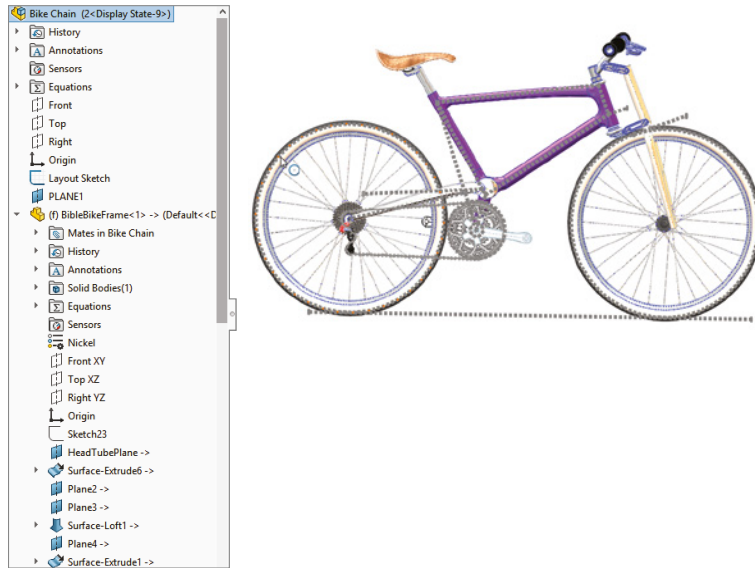 Bike Chain (2<Display State-9>)
History
Annotations
Sensors
Equations
Front
Top
Right
Origin
Layout Sketch
PLANE1
(f) BibleBikeFrame<1> -> (Default<<D
Mates in Bike Chain
History
Annotations
Solid Bodies(1)
Equations
Sensors
Nickel
Front XY
Top XZ
Right YZ
Origin
Sketch23
HeadTubePlane ->
Surface-Extrude6 ->
Plane2 ->
Plane3 ->
Surface-Loft1 ->
Plane4 ->
Surface-Extrude1 ->